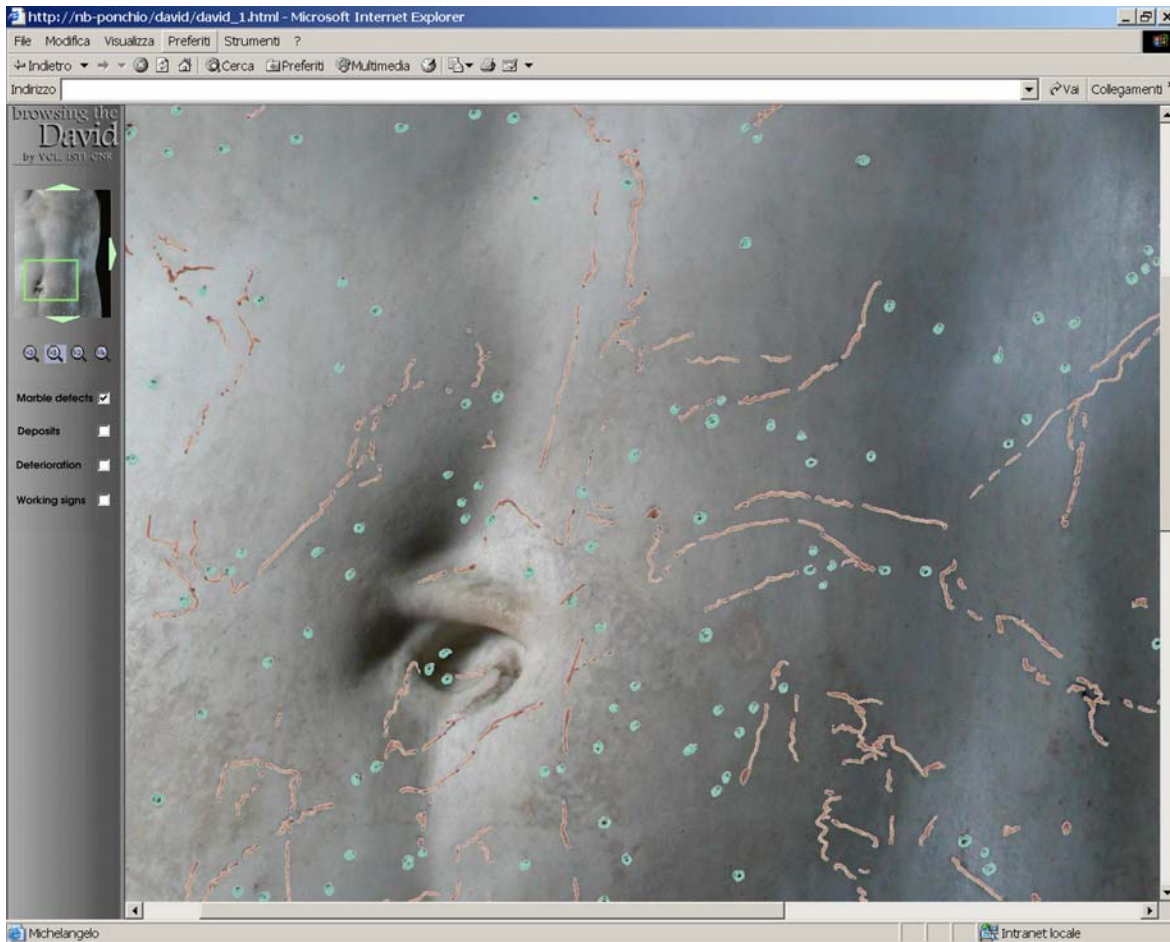 http://nb-ponchio/david/david_1.html - Microsoft Internet Explorer
File Modifica Visualizza Preferiti Strumenti ?
Indietro Cerca Preferiti Multimedia
Indirizzo Vai Collegamenti
browsing the
David
by VCL, ISTI CNR
Marble defects
Deposits
Deterioration
Working signs
Michelangelo Intranet locale